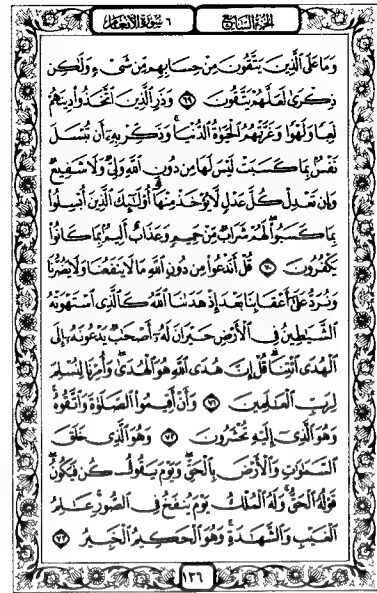 الجزء السابع ٦ سورة الأنعام
وَمَا عَلَى ٱلَّذِينَ يَتَّقُونَ مِنْ حِسَابِهِم مِّن شَىْءٍ وَلَٰكِن
ذِكْرَىٰ لَعَلَّهُمْ يَتَّقُونَ ٦٩ وَذَرِ ٱلَّذِينَ ٱتَّخَذُوا۟ دِينَهُمْ
لَعِبًا وَلَهْوًا وَغَرَّتْهُمُ ٱلْحَيَوٰةُ ٱلدُّنْيَا ۚ وَذَكِّرْ بِهِۦٓ أَن تُبْسَلَ
نَفْسٌۢ بِمَا كَسَبَتْ لَيْسَ لَهَا مِن دُونِ ٱللَّهِ وَلِىٌّ وَلَا شَفِيعٌ
وَإِن تَعْدِلْ كُلَّ عَدْلٍ لَّا يُؤْخَذْ مِنْهَآ ۗ أُو۟لَٰٓئِكَ ٱلَّذِينَ أُبْسِلُوا۟
بِمَا كَسَبُوا۟ ۖ لَهُمْ شَرَابٌ مِّنْ حَمِيمٍ وَعَذَابٌ أَلِيمٌۢ بِمَا كَانُوا۟
يَكْفُرُونَ ٧٠ قُلْ أَنَدْعُوا۟ مِن دُونِ ٱللَّهِ مَا لَا يَنفَعُنَا وَلَا يَضُرُّنَا
وَنُرَدُّ عَلَىٰٓ أَعْقَابِنَا بَعْدَ إِذْ هَدَىٰنَا ٱللَّهُ كَٱلَّذِى ٱسْتَهْوَتْهُ
ٱلشَّيَٰطِينُ فِى ٱلْأَرْضِ حَيْرَانَ لَهُۥٓ أَصْحَٰبٌ يَدْعُونَهُۥٓ إِلَى
ٱلْهُدَى ٱئْتِنَا ۗ قُلْ إِنَّ هُدَى ٱللَّهِ هُوَ ٱلْهُدَىٰ ۖ وَأُمِرْنَا لِنُسْلِمَ
لِرَبِّ ٱلْعَٰلَمِينَ ٧١ وَأَنْ أَقِيمُوا۟ ٱلصَّلَوٰةَ وَٱتَّقُوهُ ۚ
وَهُوَ ٱلَّذِىٓ إِلَيْهِ تُحْشَرُونَ ٧٢ وَهُوَ ٱلَّذِى خَلَقَ
ٱلسَّمَٰوَٰتِ وَٱلْأَرْضَ بِٱلْحَقِّ ۖ وَيَوْمَ يَقُولُ كُن فَيَكُونُ ۚ
قَوْلُهُ ٱلْحَقُّ ۚ وَلَهُ ٱلْمُلْكُ يَوْمَ يُنفَخُ فِى ٱلصُّورِ ۚ عَٰلِمُ
ٱلْغَيْبِ وَٱلشَّهَٰدَةِ ۚ وَهُوَ ٱلْحَكِيمُ ٱلْخَبِيرُ ٧٣
١٣٦